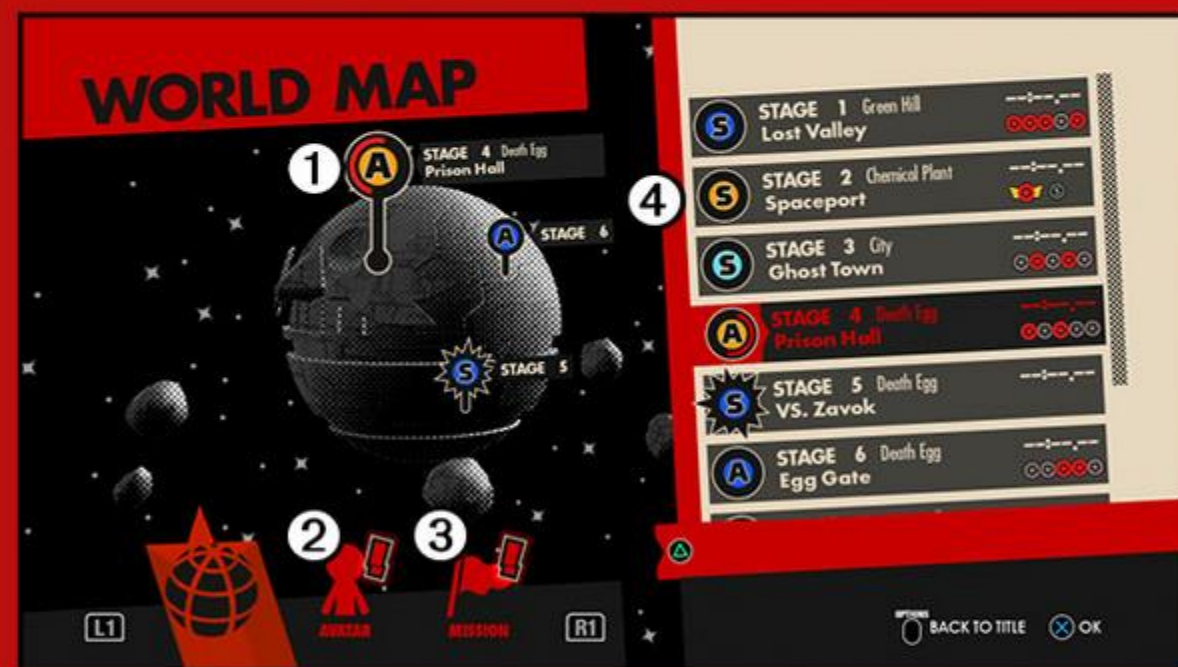 WORLD MAP
1
A
STAGE 4 Death Egg
Prison Hall
A
STAGE 6
S
STAGE 5
2
AVATAR
3
MISSION
L1
R1
4
S
STAGE 1 Green Hill
Lost Valley
--:--.--
S
STAGE 2 Chemical Plant
Spaceport
--:--.--
S
STAGE 3 City
Ghost Town
--:--.--
A
STAGE 4 Death Egg
Prison Hall
--:--.--
S
STAGE 5 Death Egg
VS. Zavok
--:--.--
A
STAGE 6 Death Egg
Egg Gate
--:--.--
OPTIONS
BACK TO TITLE
OK